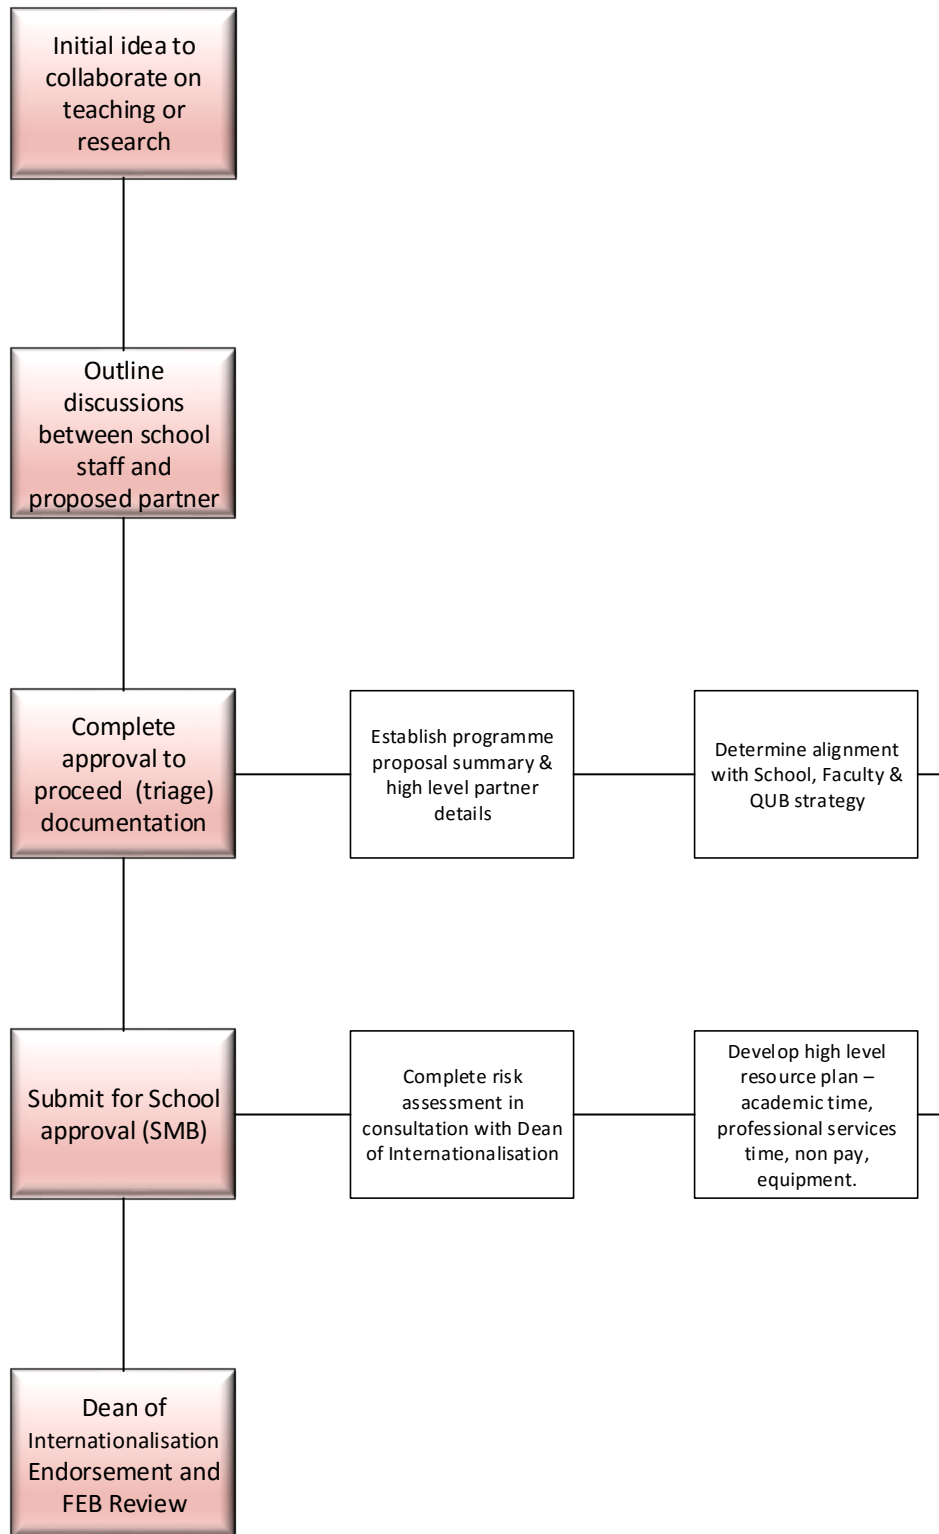 Initial idea to
collaborate on
teaching or
research
Outline
discussions
between school
staff and
proposed partner
Complete
approval to
proceed  (triage)
documentation
Establish programme
proposal summary &
high level partner
details
Determine alignment
with School, Faculty &
QUB strategy
Submit for School
approval (SMB)
Complete risk
assessment in
consultation with Dean
of Internationalisation
Develop high level
resource plan –
academic time,
professional services
time, non pay,
equipment.
Dean of
Internationalisation
Endorsement and
FEB Review